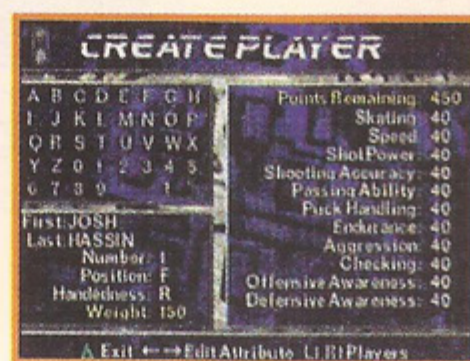 CREATE PLAYER
A B C D E F G H
I J K L M N O P
Q R S T U V W X
Y Z 0 1 2 3 4 5
6 7 8 9
First: JOSH
Last: HASSIN
Number: 1
Position: F
Handedness: R
Weight: 150
Points Remaining: 450
Skating: 40
Speed: 40
Shot Power: 40
Shooting Accuracy: 40
Passing Ability: 40
Puck Handling: 40
Endurance: 40
Aggression: 40
Checking: 40
Offensive Awareness: 40
Defensive Awareness: 40
△ Exit ←→ Edit Attribute L1 R1 Players